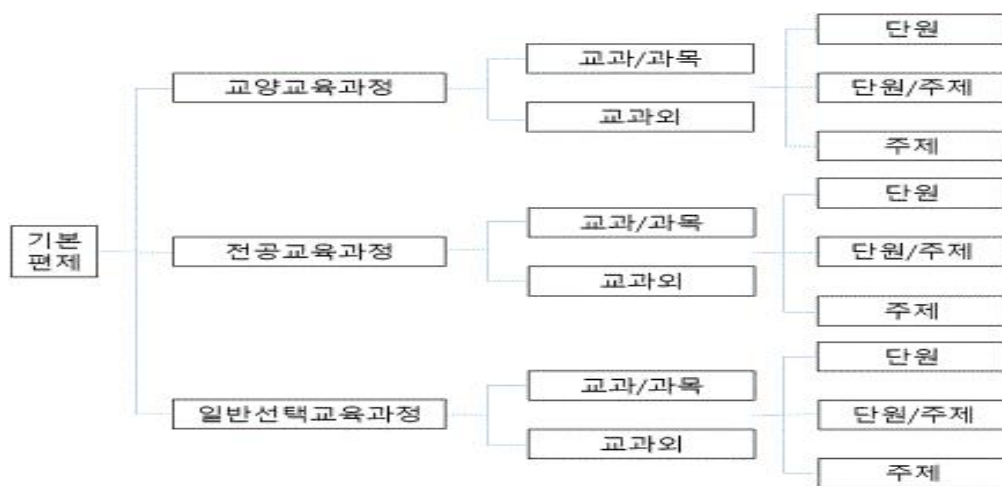 기본
편제
교양교육과정
교과/과목
교과외
단원
단원/주제
주제
전공교육과정
교과/과목
교과외
단원
단원/주제
주제
일반선택교육과정
교과/과목
교과외
단원
단원/주제
주제